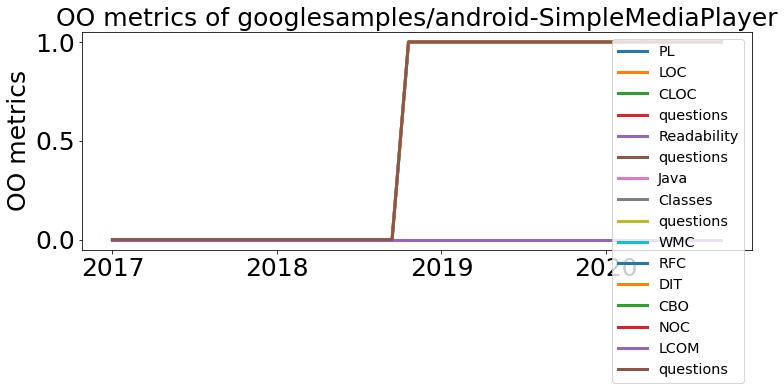 OO metrics of googlesamples/android-SimpleMediaPlayer
OO metrics
1.0
0.5
0.0
2017
2018
2019
2020
PL
LOC
CLOC
questions
Readability
questions
Java
Classes
questions
WMC
RFC
DIT
CBO
NOC
LCOM
questions